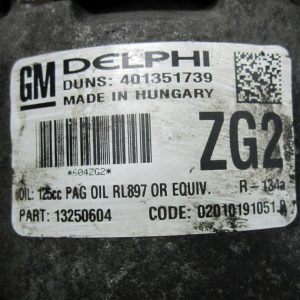 GM DELPHI
DUNS: 401351739
MADE IN HUNGARY
ZG2
*604ZG2*
OIL: 125cc PAG OIL RL897 OR EQUIV. R - 134a
PART: 13250604 CODE: 02010191051